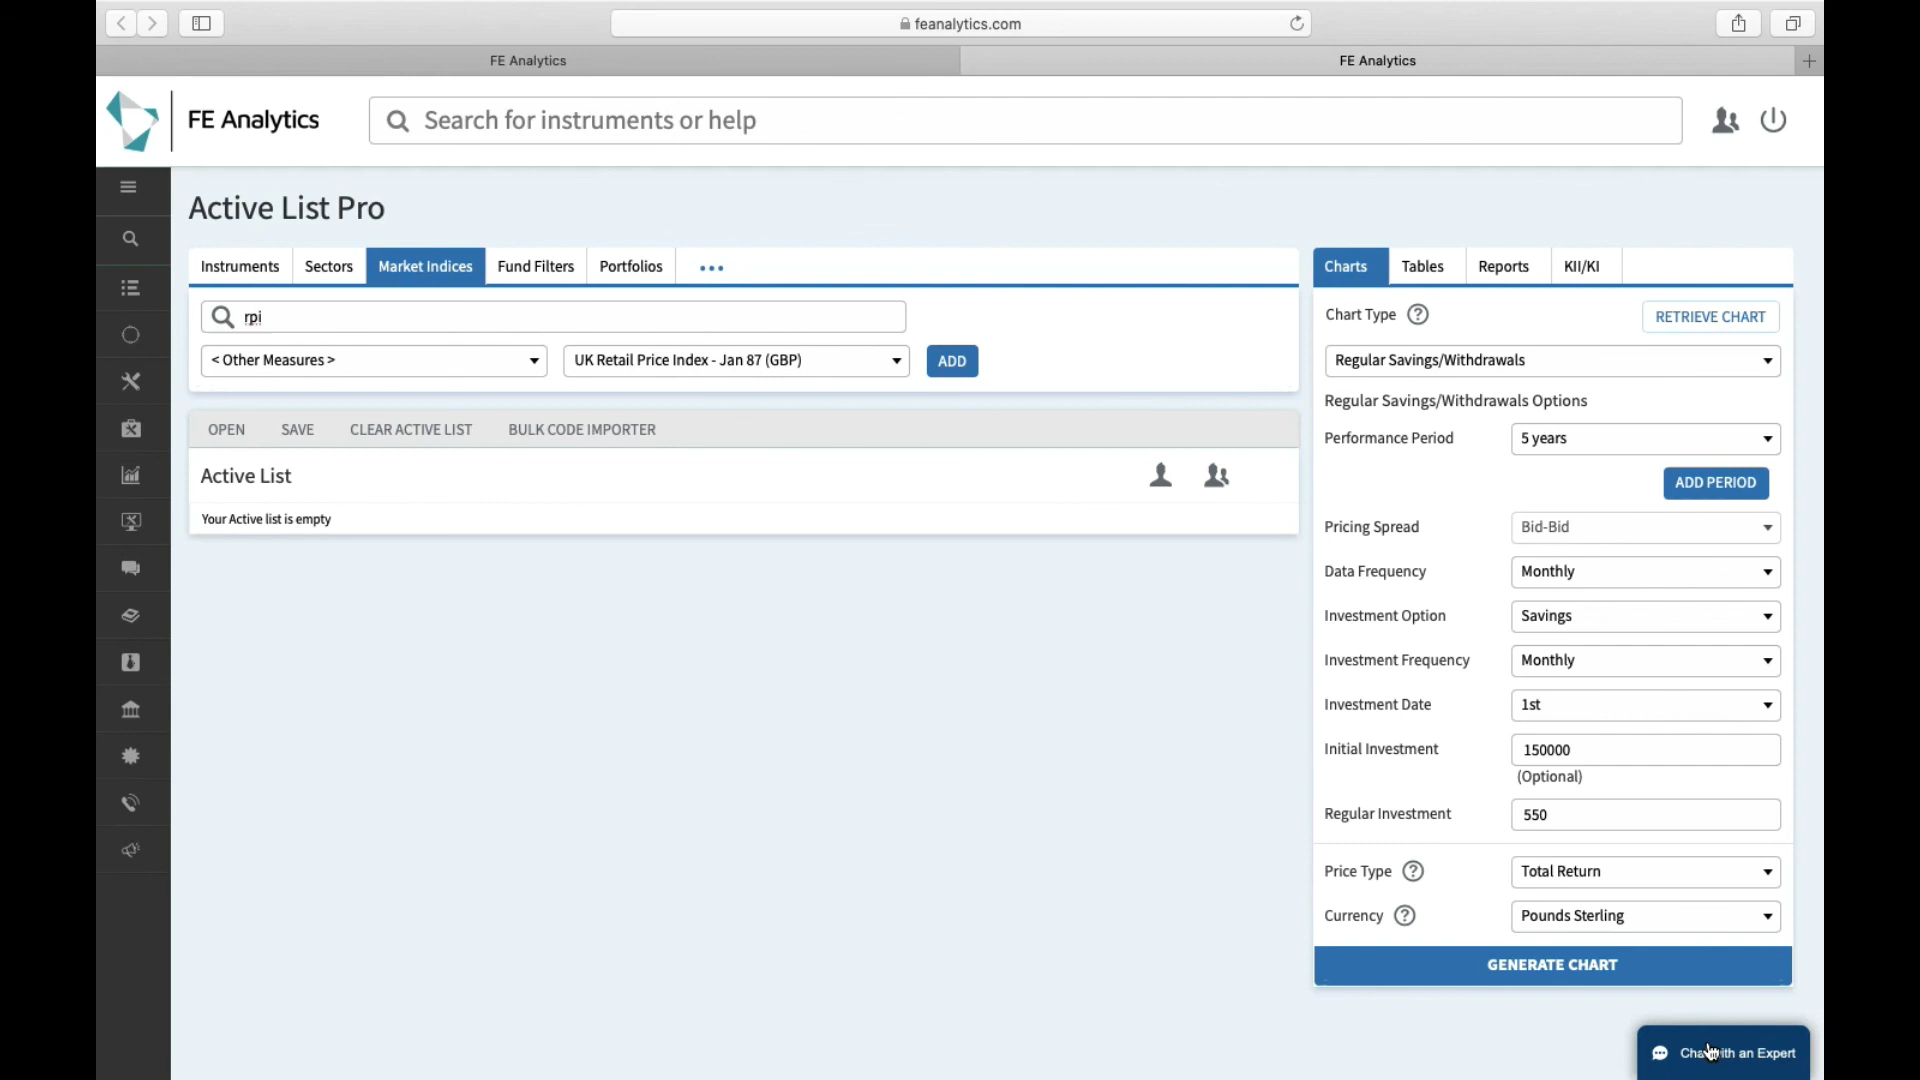 feanalytics.com
FE Analytics
FE Analytics
FE Analytics
Search for instruments or help
Active List Pro
Instruments Sectors Market Indices Fund Filters Portfolios
rpi
< Other Measures > UK Retail Price Index - Jan 87 (GBP) ADD
OPEN SAVE CLEAR ACTIVE LIST BULK CODE IMPORTER
Active List
Your Active list is empty
Charts Tables Reports KII/KI
Chart Type ? RETRIEVE CHART
Regular Savings/Withdrawals
Regular Savings/Withdrawals Options
Performance Period 5 years
ADD PERIOD
Pricing Spread Bid-Bid
Data Frequency Monthly
Investment Option Savings
Investment Frequency Monthly
Investment Date 1st
Initial Investment 150000
(Optional)
Regular Investment 550
Price Type ? Total Return
Currency ? Pounds Sterling
GENERATE CHART
Chat with an Expert